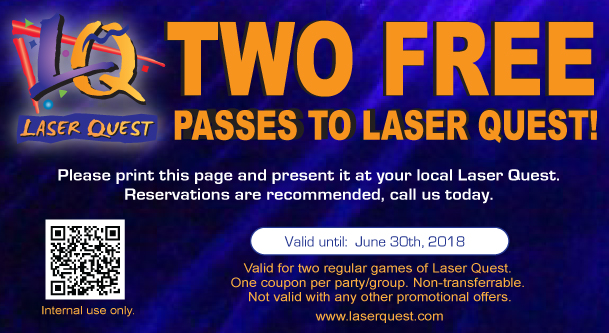 LQ
LASER QUEST
TWO FREE
PASSES TO LASER QUEST!
Please print this page and present it at your local Laser Quest.
Reservations are recommended, call us today.
Internal use only.
Valid until: June 30th, 2018
Valid for two regular games of Laser Quest.
One coupon per party/group. Non-transferrable.
Not valid with any other promotional offers.
www.laserquest.com